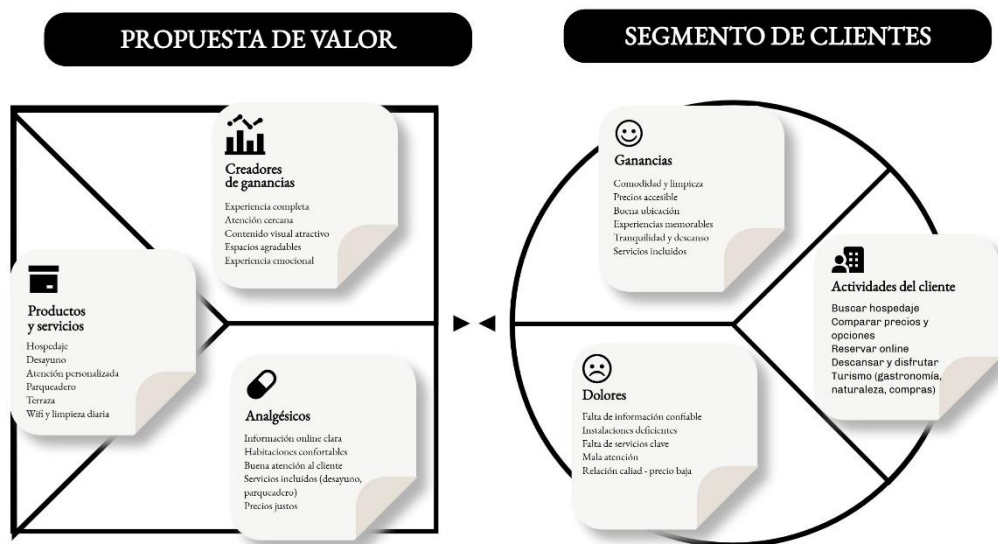 PROPUESTA DE VALOR
Creadores
de ganancias
Experiencia completa
Atención cercana
Contenido visual atractivo
Espacios agradables
Experiencia emocional
Productos
y servicios
Hospedaje
Desayuno
Atención personalizada
Parqueadero
Terraza
Wifi y limpieza diaria
Analgésicos
Información online clara
Habitaciones confortables
Buena atención al cliente
Servicios incluidos (desayuno,
parqueadero)
Precios justos
SEGMENTO DE CLIENTES
Ganancias
Comodidad y limpieza
Precios accesible
Buena ubicación
Experiencias memorables
Tranquilidad y descanso
Servicios incluidos
Actividades del cliente
Buscar hospedaje
Comparar precios y
opciones
Reservar online
Descansar y disfrutar
Turismo (gastronomía,
naturaleza, compras)
Dolores
Falta de información confiable
Instalaciones deficientes
Falta de servicios clave
Mala atención
Relación caliad - precio baja